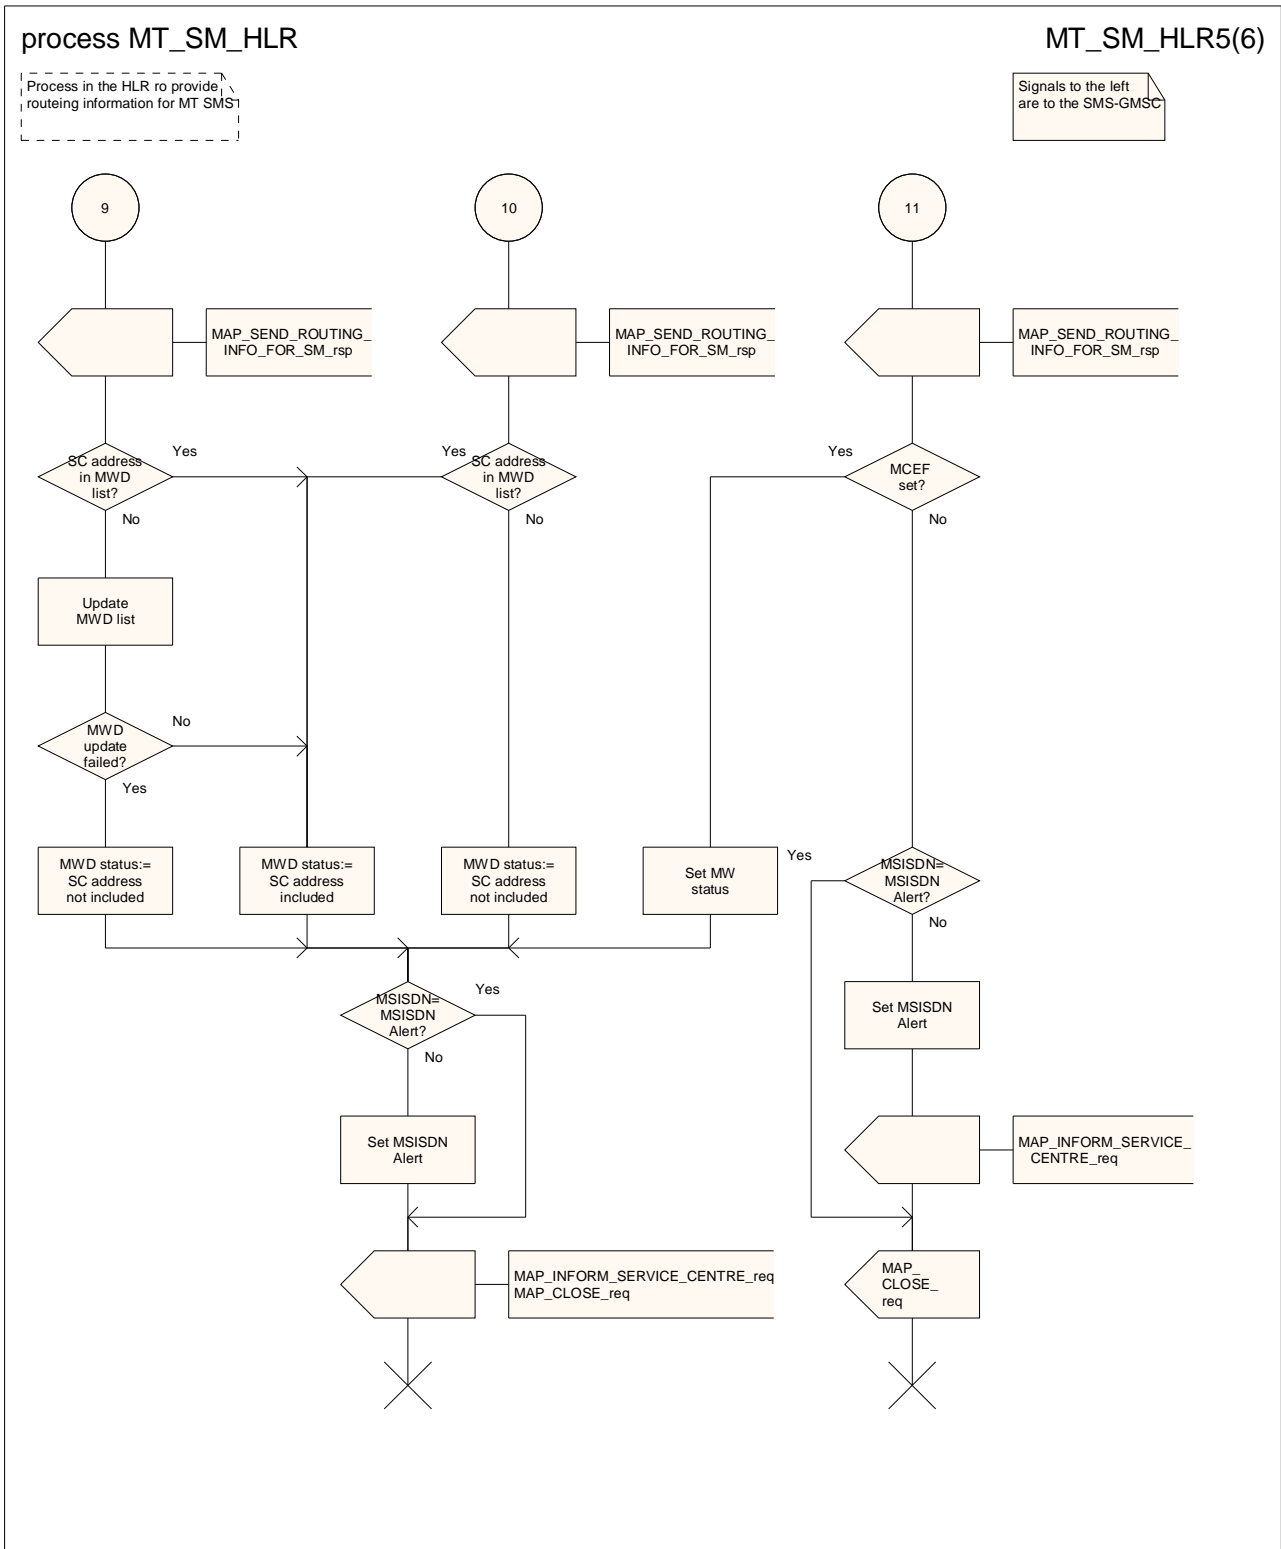 process MT_SM_HLR
MT_SM_HLR5(6)
Process in the HLR ro provide
routeing information for MT SMS
Signals to the left
are to the SMS-GMSC
9
10
11
MAP_SEND_ROUTING_
INFO_FOR_SM_rsp
MAP_SEND_ROUTING_
INFO_FOR_SM_rsp
MAP_SEND_ROUTING_
INFO_FOR_SM_rsp
SC address
in MWD
list?
Yes
No
Yes
SC address
in MWD
list?
No
Yes
MCEF
set?
No
Update
MWD list
MWD
update
failed?
No
Yes
MWD status:=
SC address
not included
MWD status:=
SC address
included
MWD status:=
SC address
not included
Set MW
status
Yes
MSISDN=
MSISDN
Alert?
No
MSISDN=
MSISDN
Alert?
Yes
No
Set MSISDN
Alert
Set MSISDN
Alert
MAP_INFORM_SERVICE_
CENTRE_req
MAP_INFORM_SERVICE_CENTRE_req
MAP_CLOSE_req
MAP_
CLOSE_
req